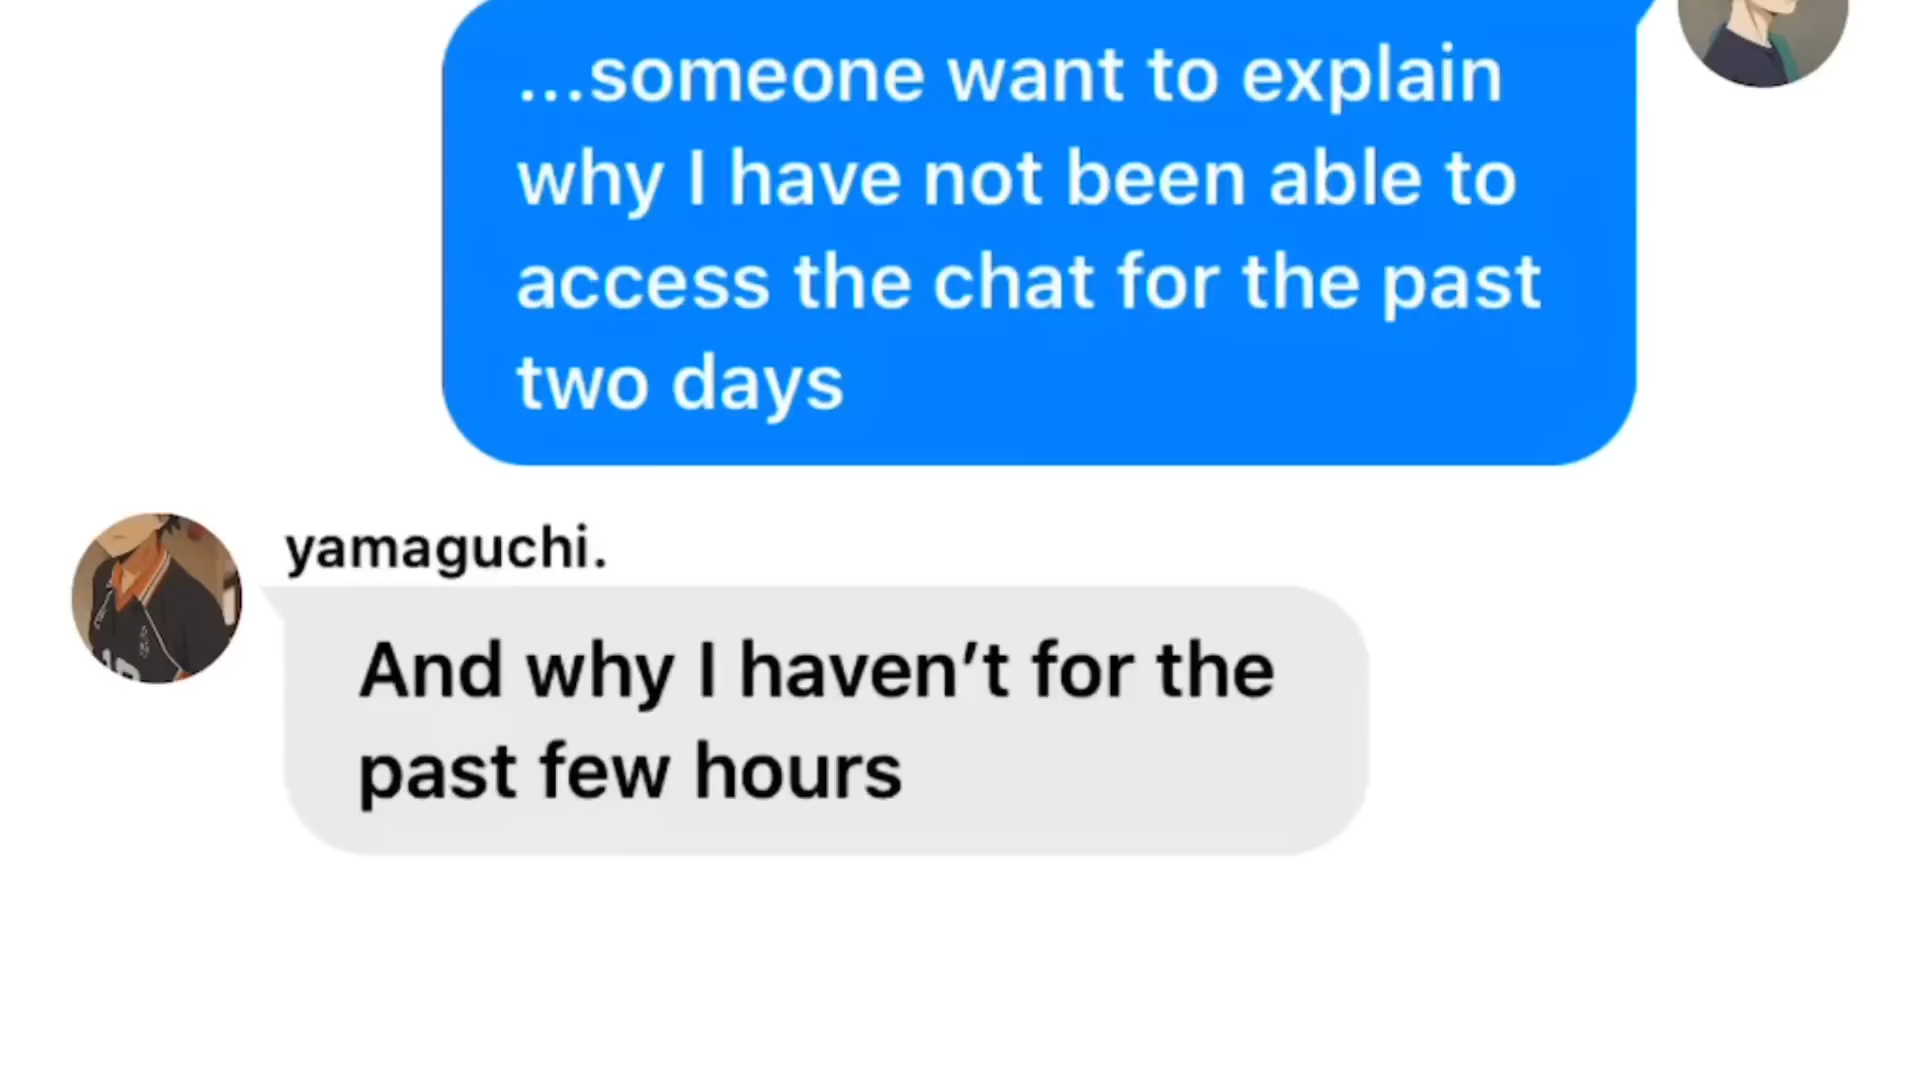 ...someone want to explain
why I have not been able to
access the chat for the past
two days
yamaguchi.
And why I haven’t for the
past few hours